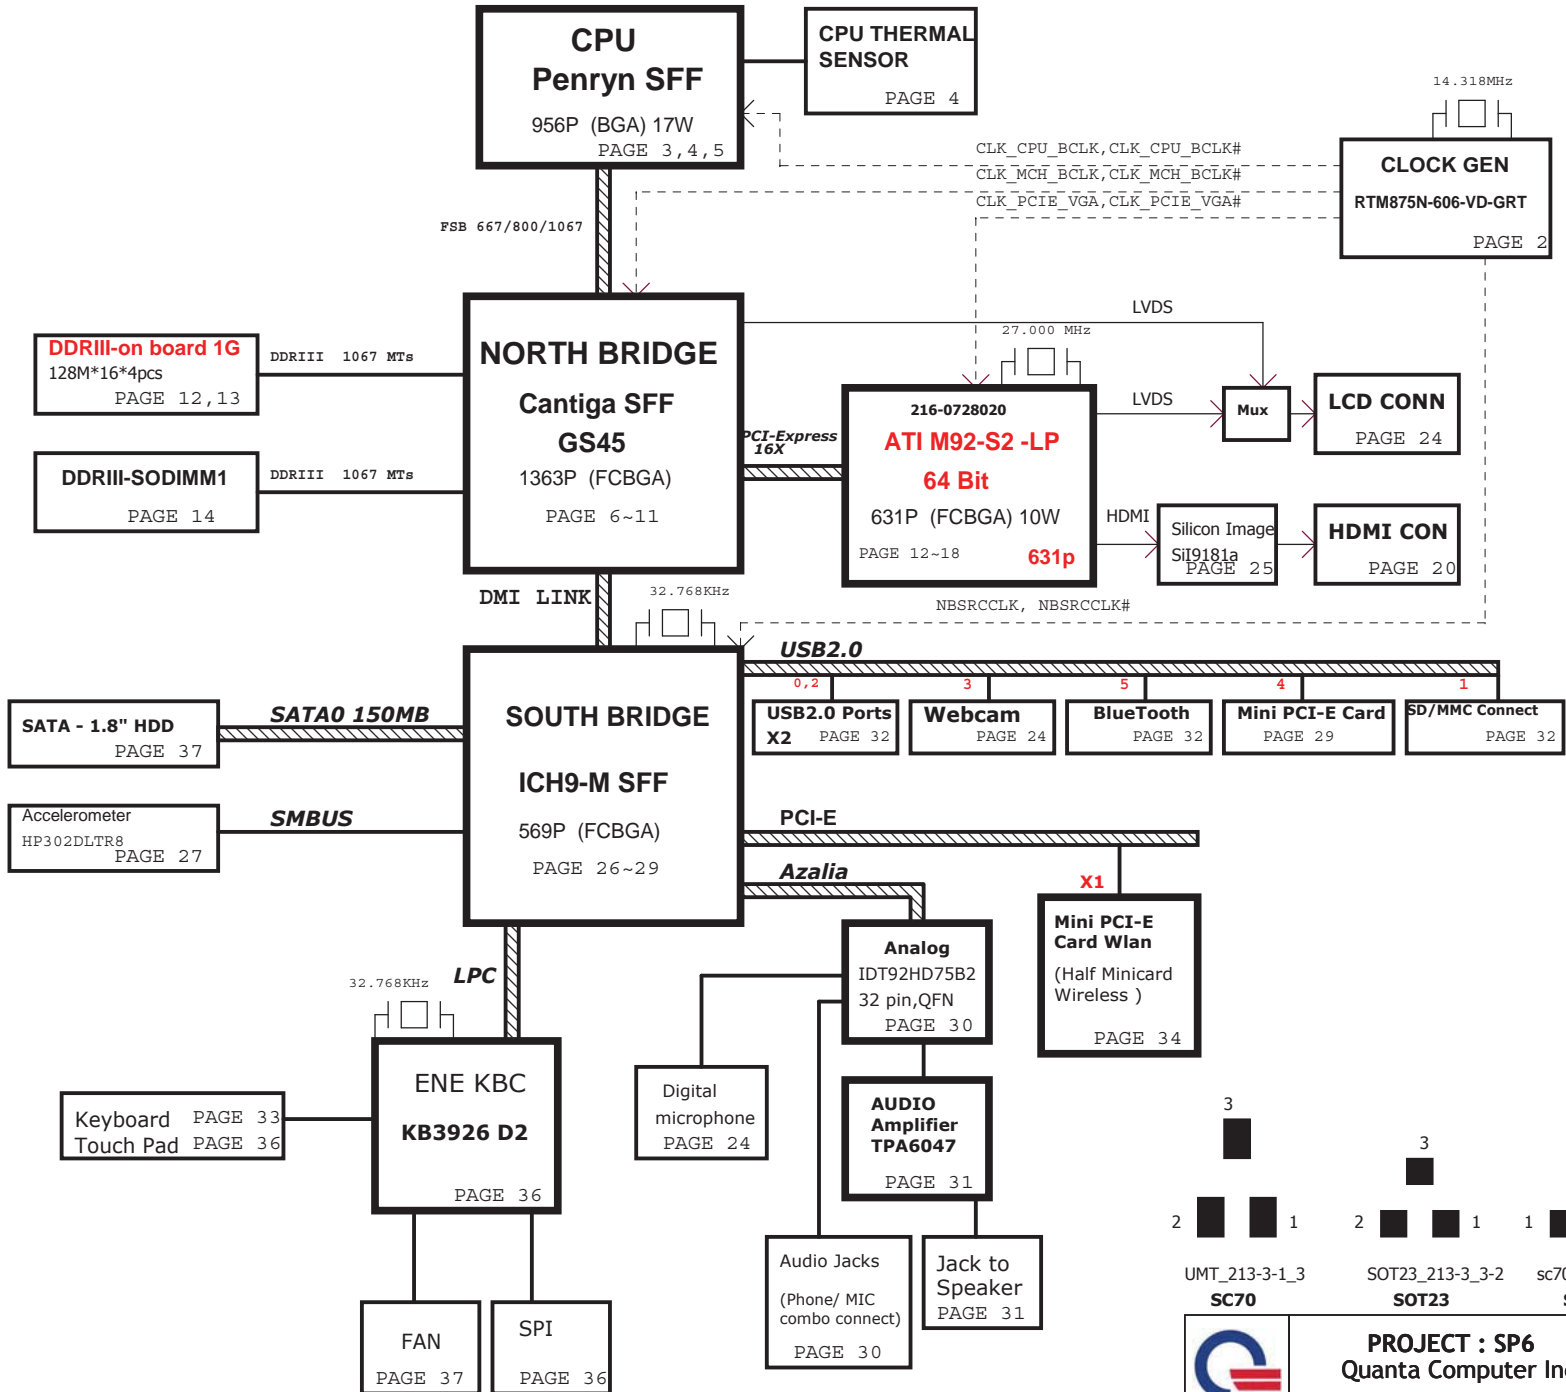 CPU
Penryn SFF
956P (BGA) 17W
PAGE 3,4,5
CPU THERMAL
SENSOR
PAGE 4
14.318MHz
CLOCK GEN
RTM875N-606-VD-GRT
PAGE 2
CLK_CPU_BCLK,CLK_CPU_BCLK#
CLK_MCH_BCLK,CLK_MCH_BCLK#
CLK_PCIE_VGA,CLK_PCIE_VGA#
FSB 667/800/1067
DDRIII-on board 1G
128M*16*4pcs
PAGE 12,13
DDRIII 1067 MTs
DDRIII-SODIMM1
PAGE 14
DDRIII 1067 MTs
NORTH BRIDGE
Cantiga SFF
GS45
1363P (FCBGA)
PAGE 6~11
LVDS
27.000 MHz
PCI-Express
16X
216-0728020
ATI M92-S2 -LP
64 Bit
631P (FCBGA) 10W
PAGE 12~18
631p
LVDS
Mux
LCD CONN
PAGE 24
HDMI
Silicon Image
SiI9181a
PAGE 25
HDMI CON
PAGE 20
DMI LINK
32.768KHz
NBSRCCLK, NBSRCCLK#
USB2.0
0,2
3
5
4
1
USB2.0 Ports
X2 PAGE 32
Webcam
PAGE 24
BlueTooth
PAGE 32
Mini PCI-E Card
PAGE 29
SD/MMC Connect
PAGE 32
SATA - 1.8" HDD
PAGE 37
SATA0 150MB
SOUTH BRIDGE
ICH9-M SFF
569P (FCBGA)
PAGE 26~29
Accelerometer
HP302DLTR8
PAGE 27
SMBUS
PCI-E
X1
Mini PCI-E
Card Wlan
(Half Minicard
Wireless )
PAGE 34
Azalia
Analog
IDT92HD75B2
32 pin,QFN
PAGE 30
LPC
32.768KHz
ENE KBC
KB3926 D2
PAGE 36
Keyboard PAGE 33
Touch Pad PAGE 36
Digital
microphone
PAGE 24
AUDIO
Amplifier
TPA6047
PAGE 31
Audio Jacks
(Phone/ MIC
combo connect)
PAGE 30
Jack to
Speaker
PAGE 31
FAN
PAGE 37
SPI
PAGE 36
3
2
1
UMT_213-3-1_3
SC70
3
2
1
SOT23_213-3_3-2
SOT23
1
PROJECT : SP6
Quanta Computer